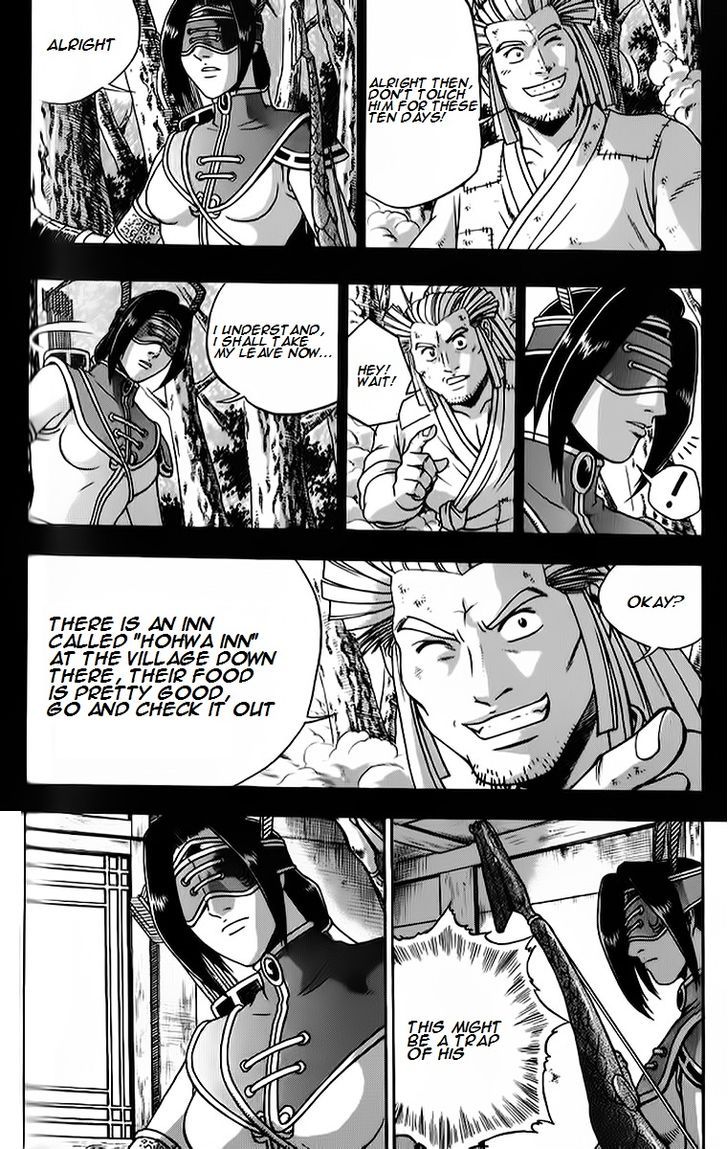 ALRIGHT
ALRIGHT THEN,
DON'T TOUCH
HIM FOR THESE
TEN DAYS!
I UNDERSTAND,
I SHALL TAKE
MY LEAVE NOW...
HEY!
WAIT!
!
THERE IS AN INN
CALLED "HOHWA INN"
AT THE VILLAGE DOWN
THERE, THEIR FOOD
IS PRETTY GOOD,
GO AND CHECK IT OUT
OKAY?
THIS MIGHT
BE A TRAP
OF HIS